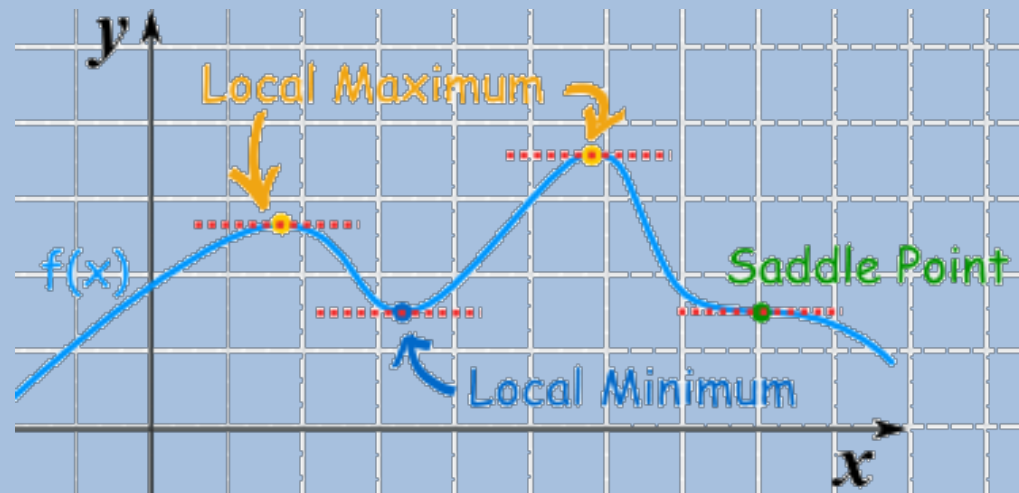 y
Local Maximum
f(x)
Saddle Point
Local Minimum
x